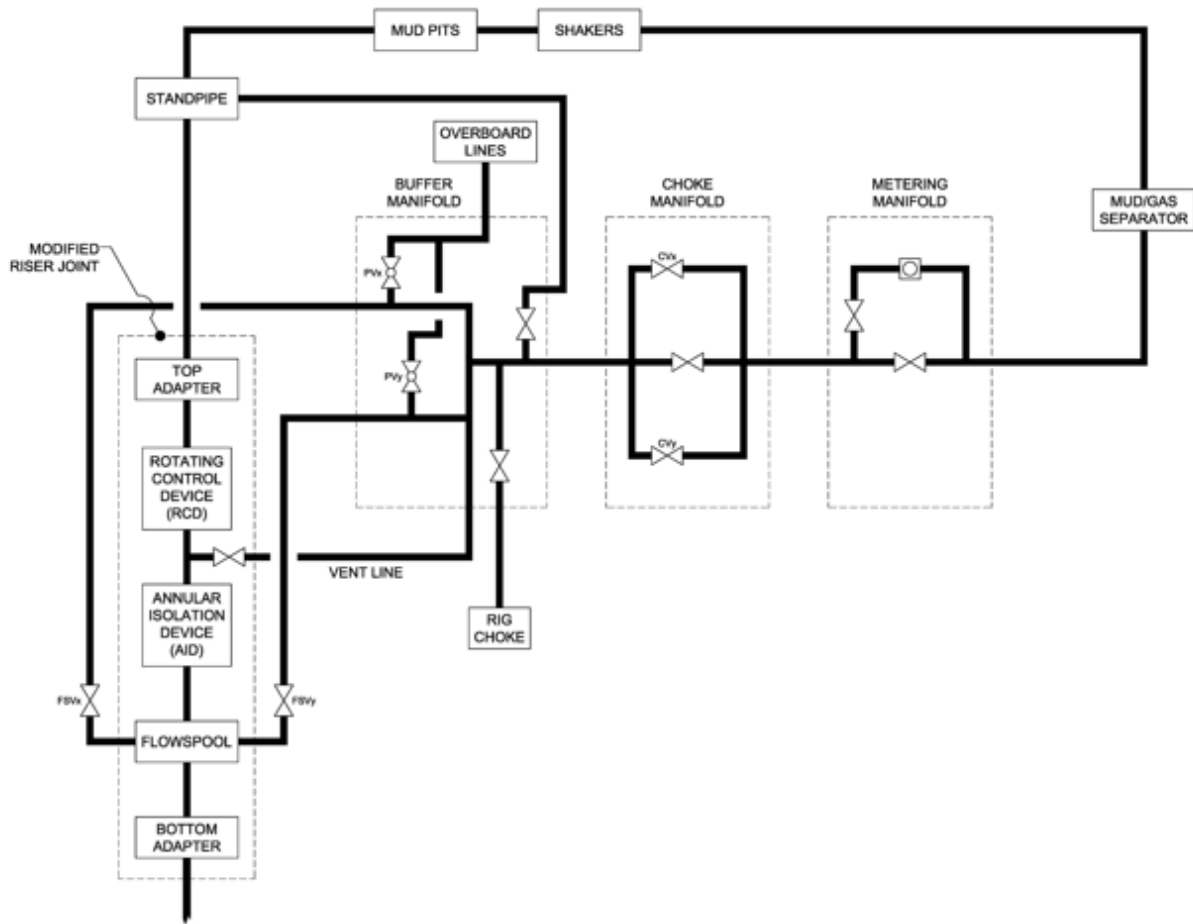 MUD PITS
SHAKERS
STANDPIPE
OVERBOARD
LINES
BUFFER
MANIFOLD
CHOKE
MANIFOLD
METERING
MANIFOLD
MUD/GAS
SEPARATOR
MODIFIED
RISER JOINT
PVx
CVx
TOP
ADAPTER
PVy
CVy
ROTATING
CONTROL
DEVICE
(RCD)
VENT LINE
ANNULAR
ISOLATION
DEVICE
(AID)
RIG
CHOKE
FSVx
FSVy
FLOWSPOOL
BOTTOM
ADAPTER